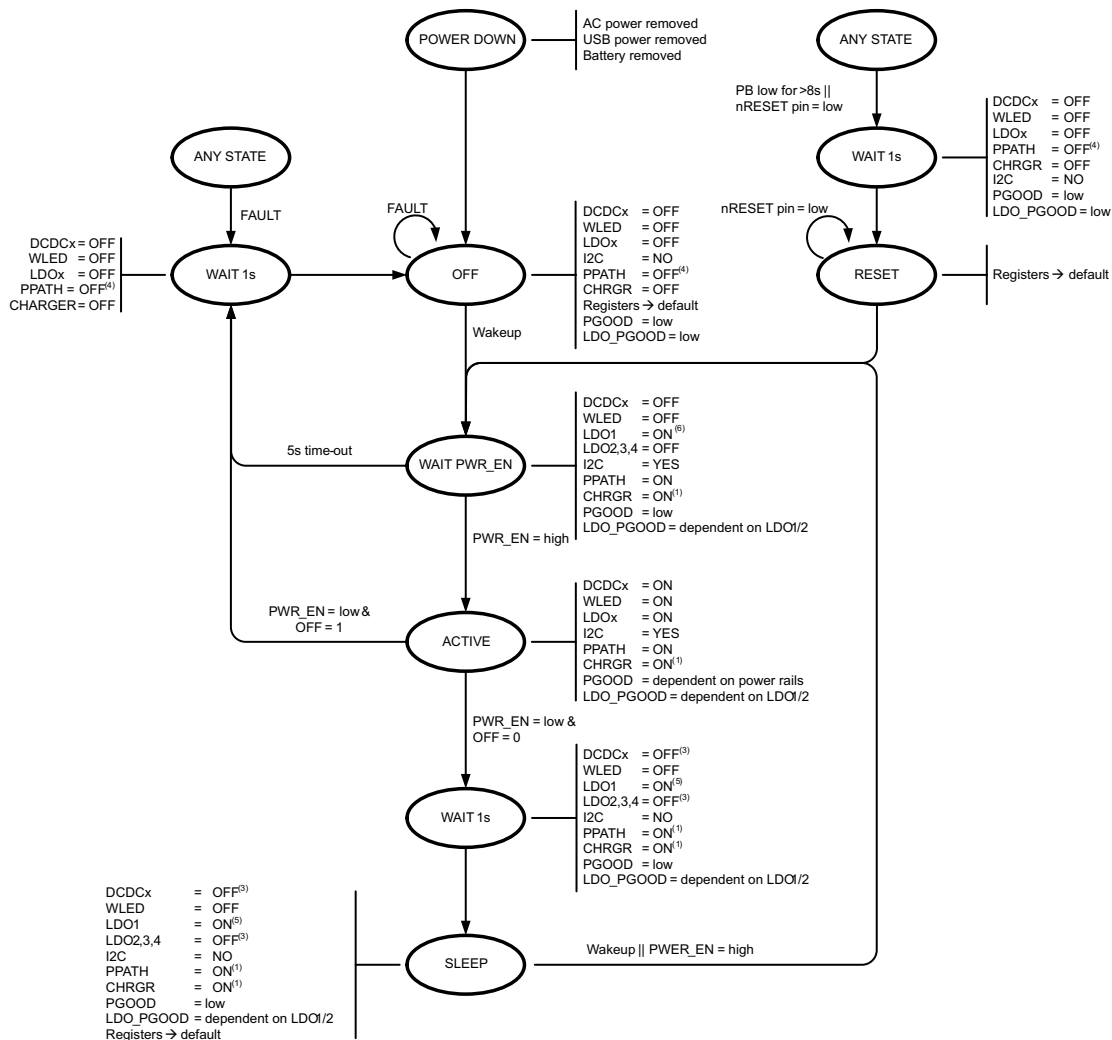 POWER DOWN
AC power removed
USB power removed
Battery removed
ANY STATE
PB low for >8s ||
nRESET pin = low
WAIT 1s
DCDCx = OFF
WLED = OFF
LDOx = OFF
PPATH = OFF(4)
CHRGR = OFF
I2C = NO
PGOOD = low
LDO_PGOOD = low
ANY STATE
FAULT
DCDCx = OFF
WLED = OFF
LDOx = OFF
PPATH = OFF(4)
CHARGER = OFF
WAIT 1s
FAULT
OFF
DCDCx = OFF
WLED = OFF
LDOx = OFF
I2C = NO
PPATH = OFF(4)
CHRGR = OFF
Registers → default
PGOOD = low
LDO_PGOOD = low
nRESET pin = low
RESET
Registers → default
Wakeup
5s time-out
WAIT PWR_EN
DCDCx = OFF
WLED = OFF
LDO1 = ON(6)
LDO2,3,4 = OFF
I2C = YES
PPATH = ON
CHRGR = ON(1)
PGOOD = low
LDO_PGOOD = dependent on LDO1/2
PWR_EN = high
PWR_EN = low &
OFF = 1
ACTIVE
DCDCx = ON
WLED = ON
LDOx = ON
I2C = YES
PPATH = ON
CHRGR = ON(1)
PGOOD = dependent on power rails
LDO_PGOOD = dependent on LDO1/2
PWR_EN = low &
OFF = 0
WAIT 1s
DCDCx = OFF(3)
WLED = OFF
LDO1 = ON(5)
LDO2,3,4 = OFF(3)
I2C = NO
PPATH = ON(1)
CHRGR = ON(1)
PGOOD = low
LDO_PGOOD = dependent on LDO1/2
DCDCx = OFF(3)
WLED = OFF
LDO1 = ON(5)
LDO2,3,4 = OFF(3)
I2C = NO
PPATH = ON(1)
CHRGR = ON(1)
PGOOD = low
LDO_PGOOD = dependent on LDO1/2
Registers → default
SLEEP
Wakeup || PWER_EN = high